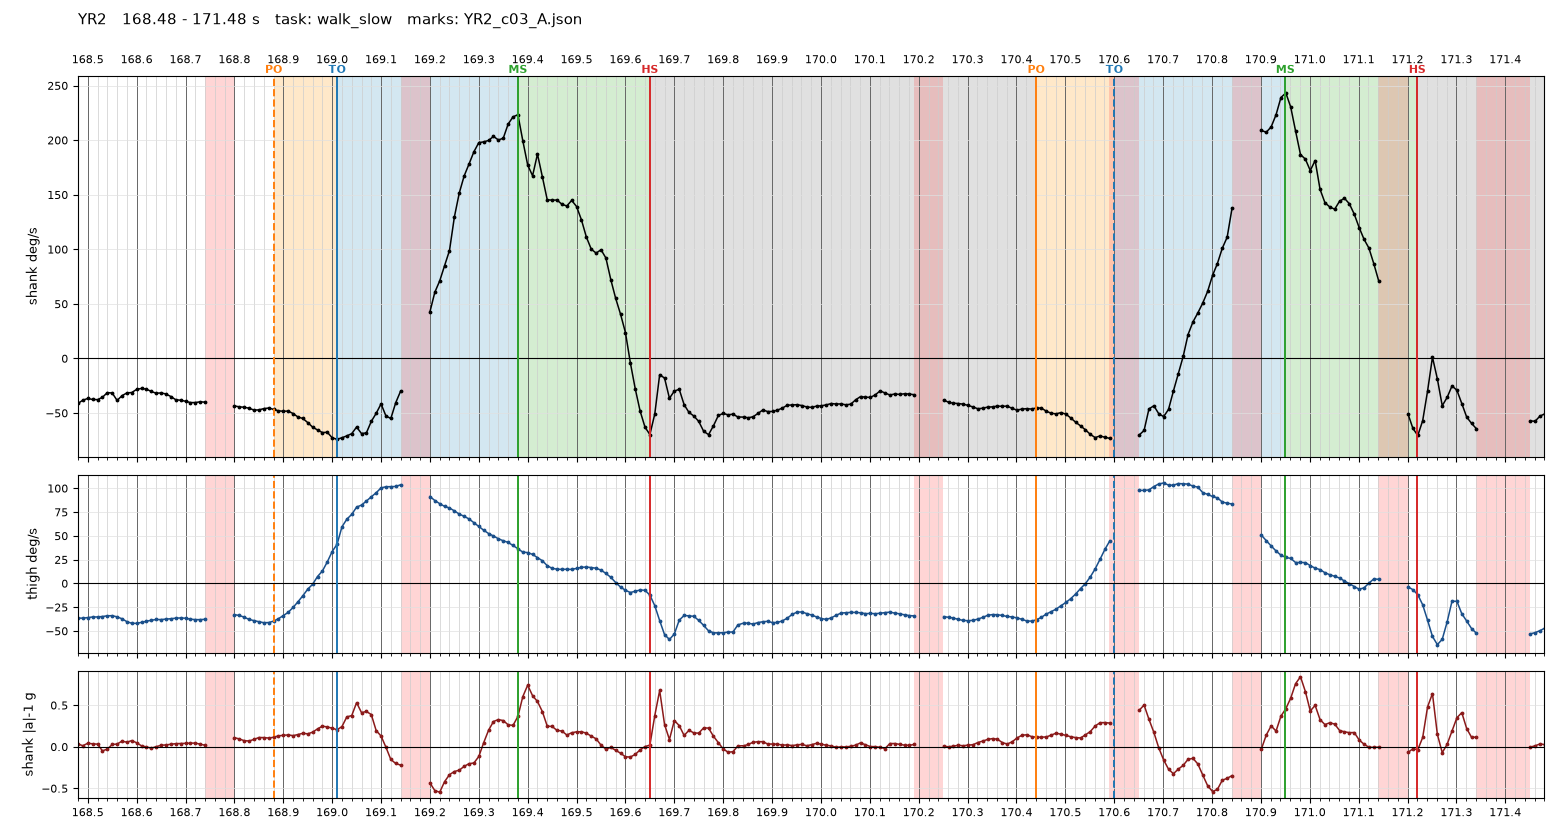 YR2   168.48 - 171.48 s   task: walk_slow   marks: YR2_c03_A.json
168.5 168.6 168.7 168.8 168.9 169.0 169.1 169.2 169.3 169.4 169.5 169.6 169.7 169.8 169.9 170.0 170.1 170.2 170.3 170.4 170.5 170.6 170.7 170.8 170.9 171.0 171.1 171.2 171.3 171.4
PO TO MS HS PO TO MS HS
250
200
150
100
50
0
−50
shank deg/s
100
75
50
25
0
−25
−50
thigh deg/s
0.5
0.0
−0.5
shank |a|-1 g
168.5 168.6 168.7 168.8 168.9 169.0 169.1 169.2 169.3 169.4 169.5 169.6 169.7 169.8 169.9 170.0 170.1 170.2 170.3 170.4 170.5 170.6 170.7 170.8 170.9 171.0 171.1 171.2 171.3 171.4